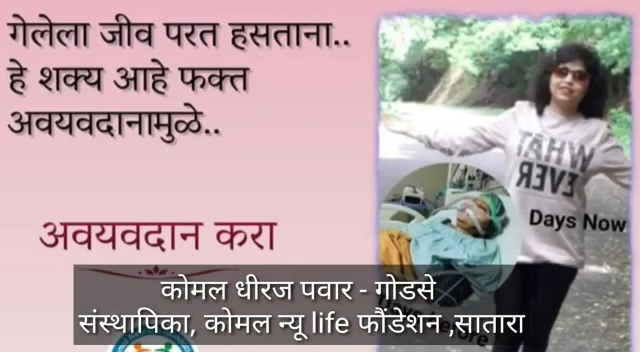 गेलेला जीव परत हसताना..
हे शक्य आहे फक्त
अवयवदानामुळे..
अवयवदान करा
WHAT
EVER
Days Now
कोमल धीरज पवार - गोडसे
संस्थापिका, कोमल न्यू life फौंडेशन ,सातारा